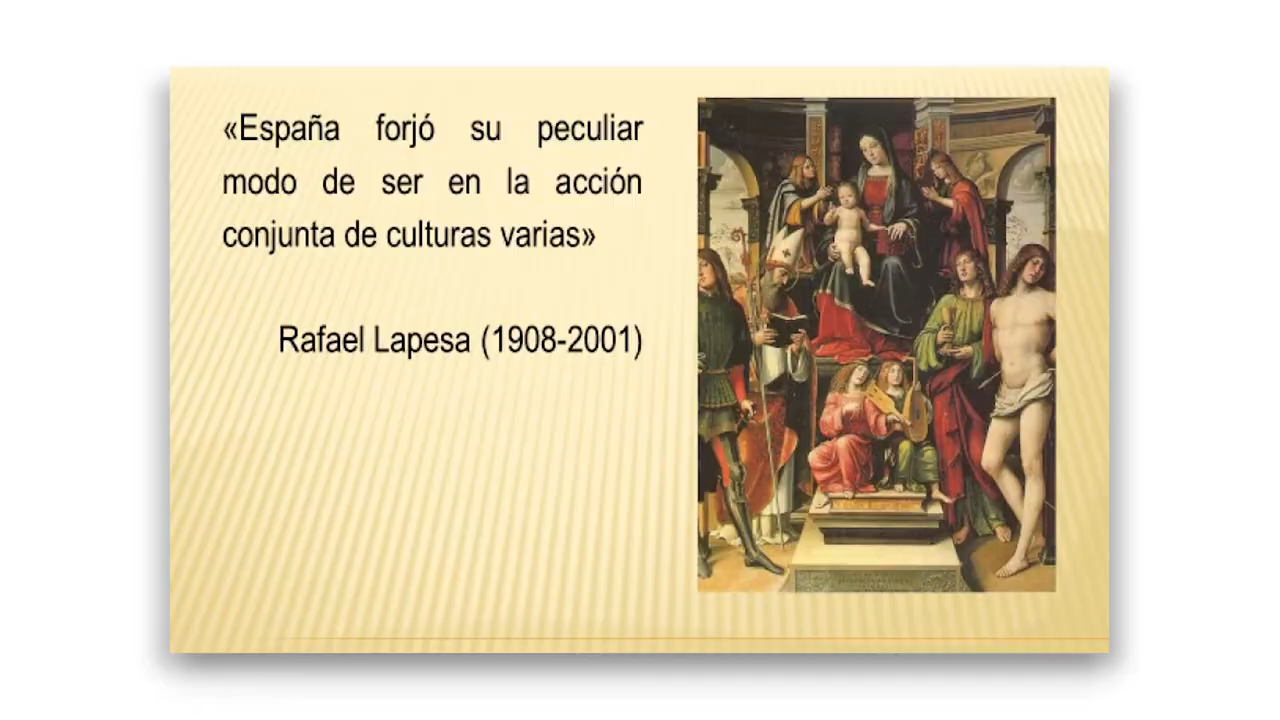 «España forjó su peculiar
modo de ser en la acción
conjunta de culturas varias»
Rafael Lapesa (1908-2001)